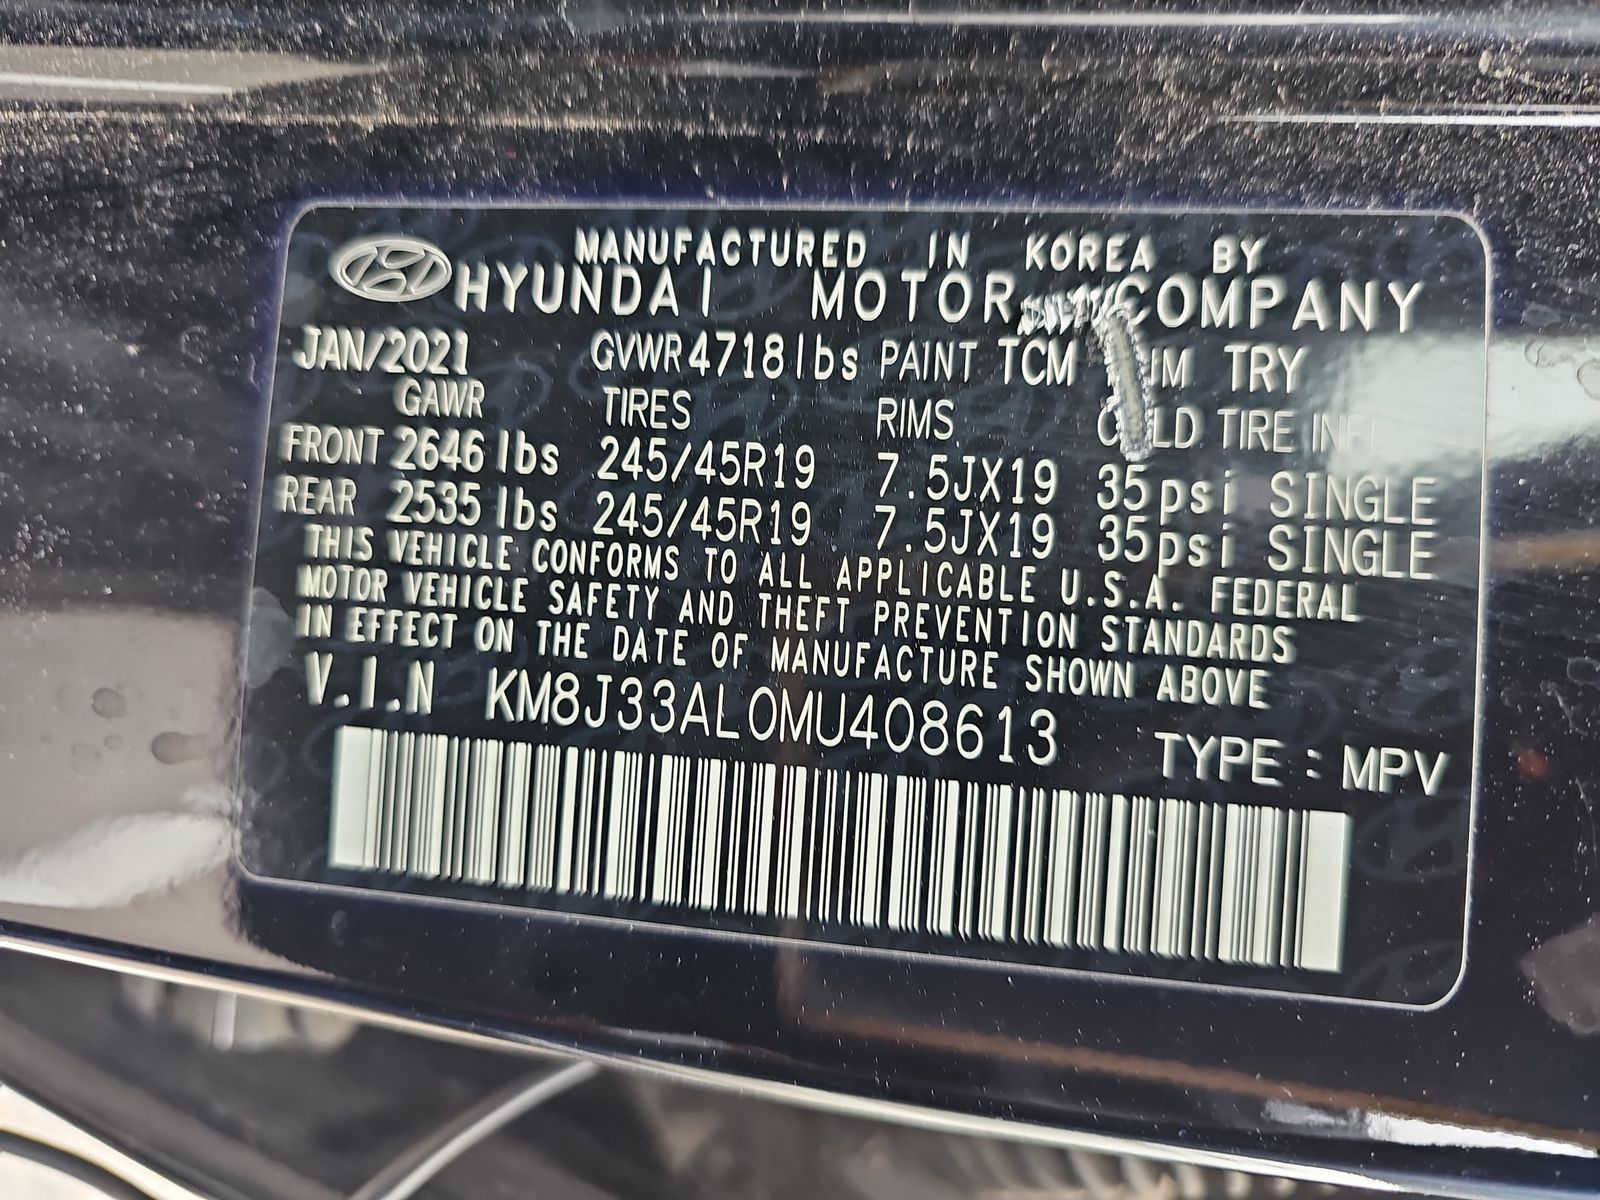 MANUFACTURED IN KOREA BY
HYUNDAI MOTOR COMPANY
JAN/2021 GVWR 4718lbs PAINT TCM TRY
GAWR TIRES RIMS TIRE
FRONT 2646 lbs 245/45R19 7.5JX19 35psi SINGLE
REAR 2535 lbs 245/45R19 7.5JX19 35psi SINGLE
THIS VEHICLE CONFORMS TO ALL APPLICABLE U.S.A. FEDERAL
MOTOR VEHICLE SAFETY AND THEFT PREVENTION STANDARDS
IN EFFECT ON THE DATE OF MANUFACTURE SHOWN ABOVE
V.I.N KM8J33AL0MU408613 TYPE : MPV